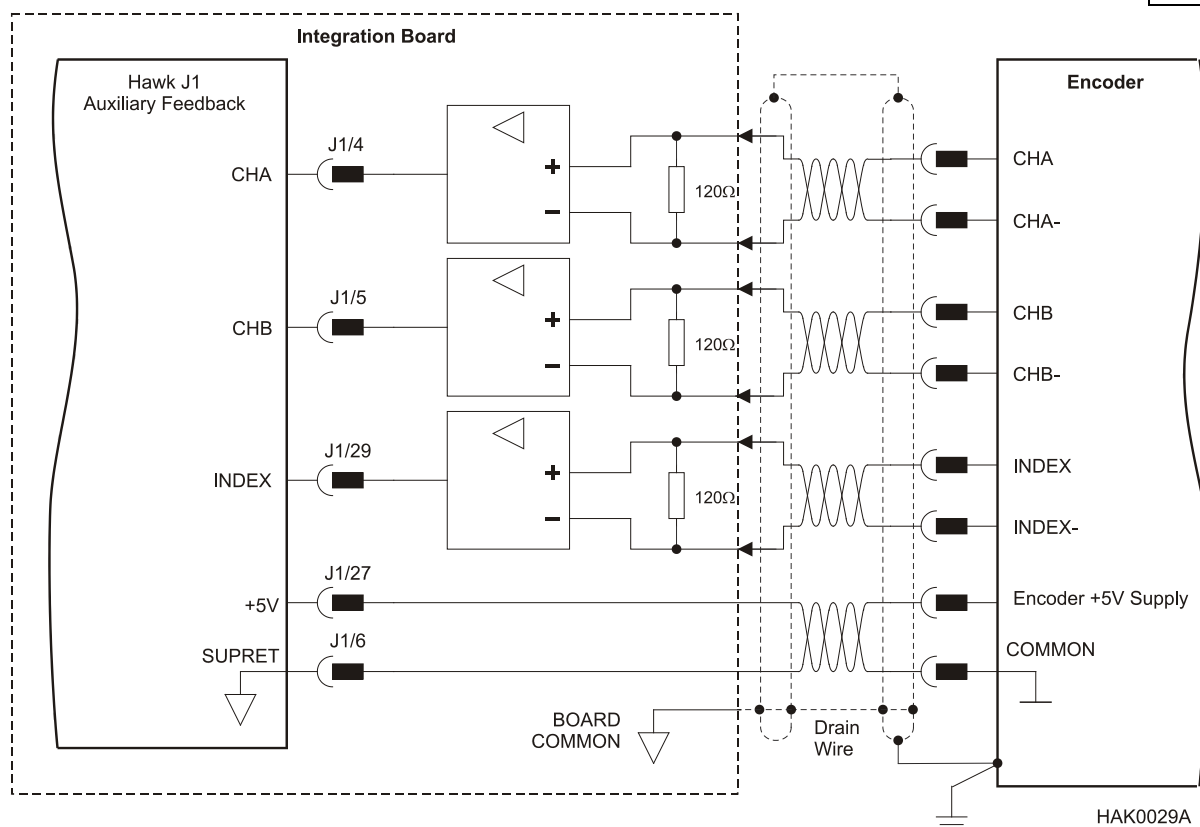 Integration Board
Hawk J1
Auxiliary Feedback
Encoder
J1/4
CHA
+
-
120Ω
CHA
CHA-
J1/5
CHB
+
-
120Ω
CHB
CHB-
J1/29
INDEX
+
-
120Ω
INDEX
INDEX-
J1/27
+5V
Encoder +5V Supply
J1/6
SUPRET
COMMON
BOARD
COMMON
Drain
Wire
HAK0029A